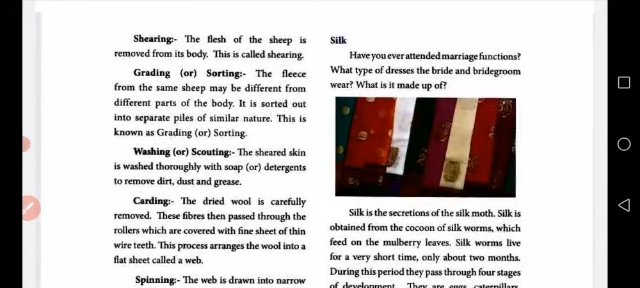 Shearing:- The flesh of the sheep is
removed from its body. This is called shearing.
Grading (or) Sorting:- The fleece
from the same sheep may be different from
different parts of the body. It is sorted out
into separate piles of similar nature. This is
known as Grading (or) Sorting.
Washing (or) Scouting:- The sheared skin
is washed thoroughly with soap (or) detergents
to remove dirt, dust and grease.
Carding:- The dried wool is carefully
removed. These fibres then passed through the
rollers which are covered with fine sheet of thin
wire teeth. This process arranges the wool into a
flat sheet called a web.
Spinning:- The web is drawn into narrow
Silk
Have you ever attended marriage functions?
What type of dresses the bride and bridegroom
wear? What is it made up of?
Silk is the secretions of the silk moth. Silk is
obtained from the cocoon of silk worms, which
feed on the mulberry leaves. Silk worms live
for a very short time, only about two months.
During this period they pass through four stages
of development. They are eggs, caterpillars,